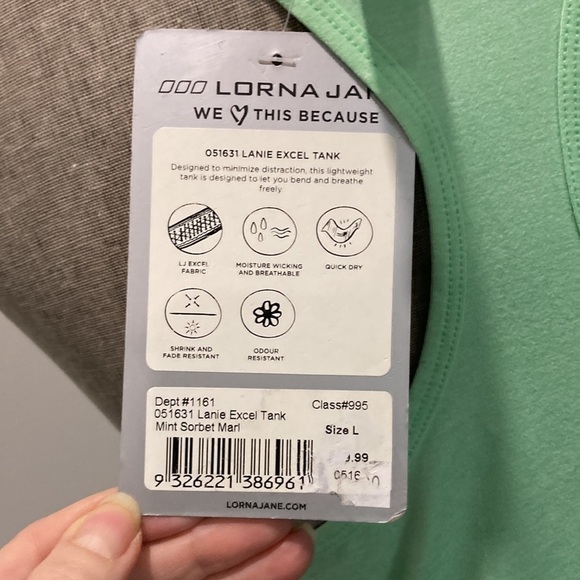 LORNA JA
WE THIS BECAUSE
051631 LANIE EXCEL TANK
Designed to minimize distraction, this lightweight
tank is designed to let you bend and breathe
freely.
LJ EXCEL
FABRIC
MOISTURE WICKING
AND BREATHABLE
QUICK DRY
SHRINK AND
FADE RESISTANT
ODOUR
RESISTANT
Dept #1161
Class#995
051631 Lanie Excel Tank
Mint Sorbet Marl
Size L
.99
9 326221 386961
LORNAJANE.COM